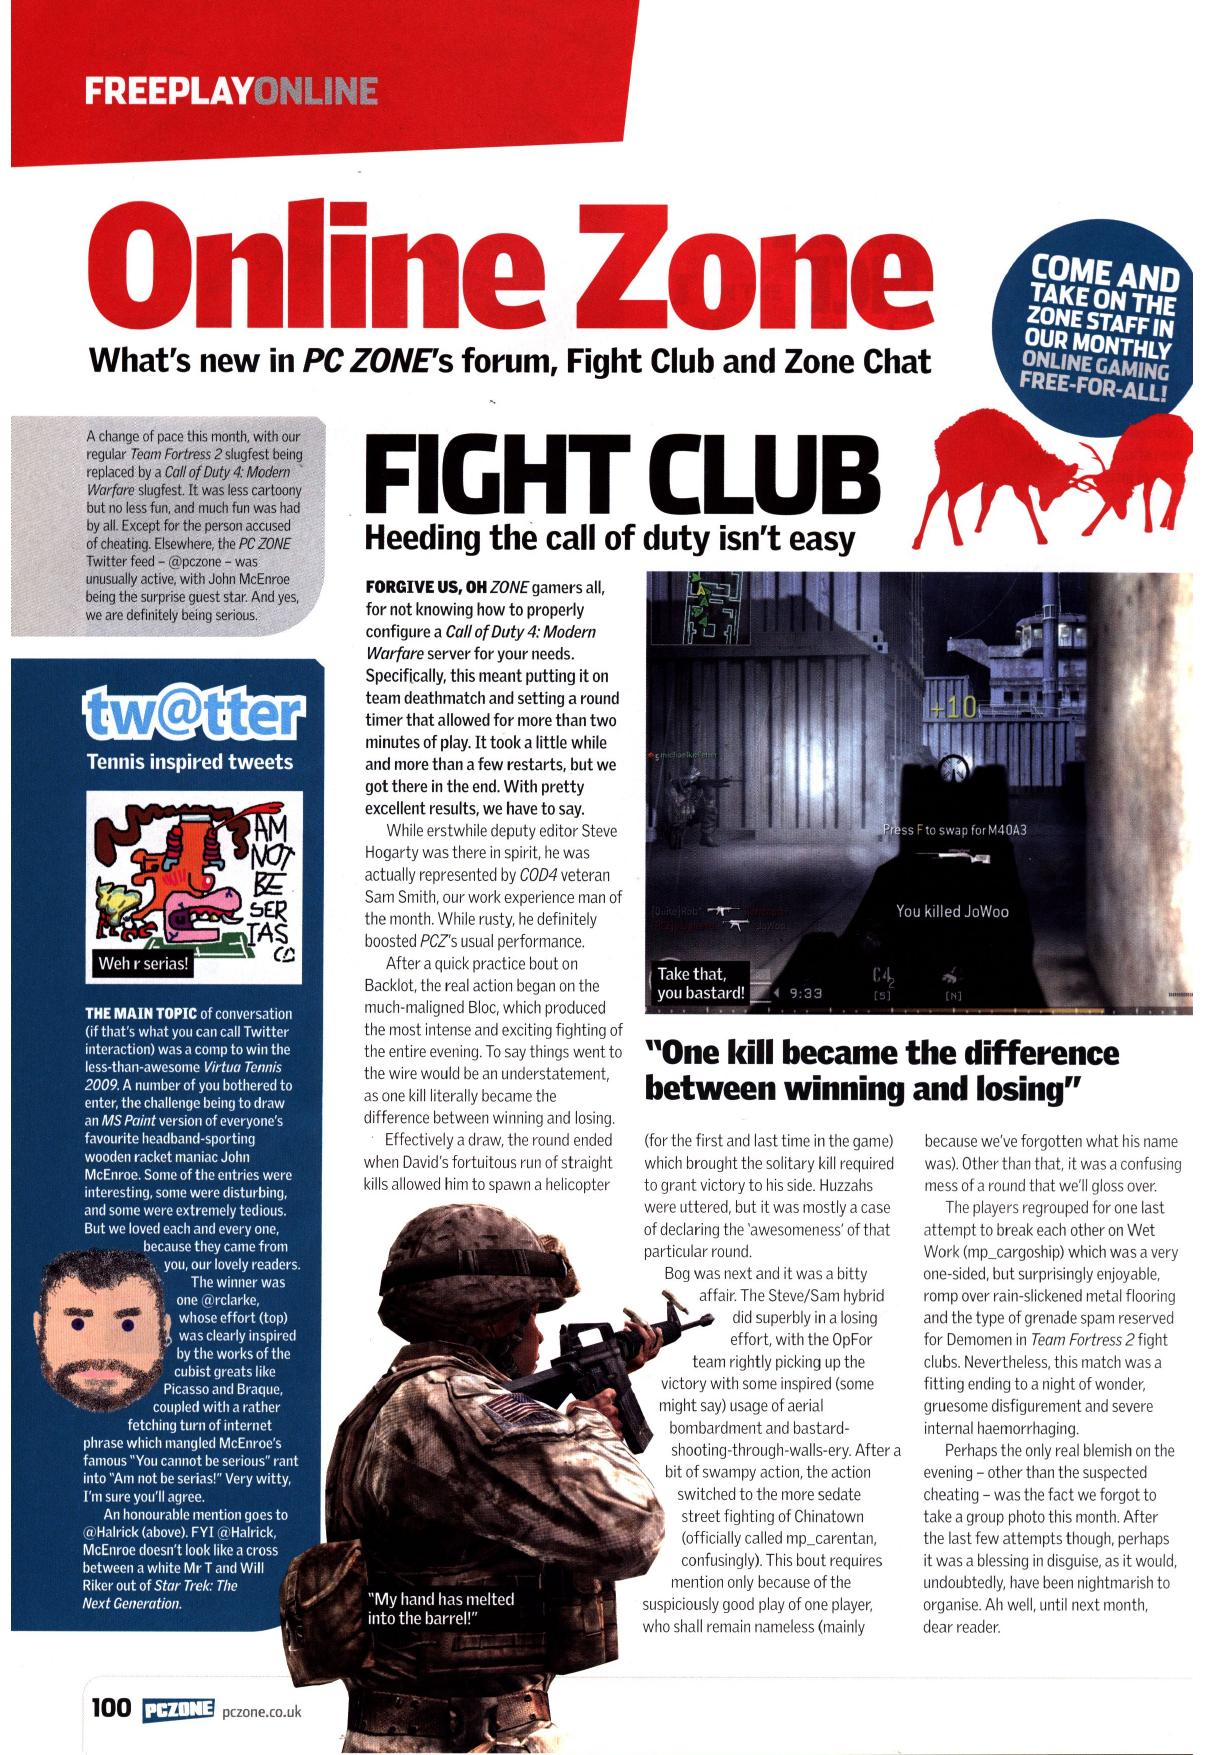 FREEPLAYONLINE
Online Zone
What's new in PC ZONE's forum, Fight Club and Zone Chat
COME AND
TAKE ON THE
ZONE STAFF IN
OUR MONTHLY
ONLINE GAMING
FREE-FOR-ALL!
A change of pace this month, with our
regular Team Fortress 2 slugfest being
replaced by a Call of Duty 4: Modern
Warfare slugfest. It was less cartoony
but no less fun, and much fun was had
by all. Except for the person accused
of cheating. Elsewhere, the PC ZONE
Twitter feed – @pczone – was
unusually active, with John McEnroe
being the surprise guest star. And yes,
we are definitely being serious.
tw@tter
Tennis inspired tweets
AM
NOT
BE
SER
IAS
Weh r serias!
THE MAIN TOPIC of conversation
(if that's what you can call Twitter
interaction) was a comp to win the
less-than-awesome Virtua Tennis
2009. A number of you bothered to
enter, the challenge being to draw
an MS Paint version of everyone's
favourite headband-sporting
wooden racket maniac John
McEnroe. Some of the entries were
interesting, some were disturbing,
and some were extremely tedious.
But we loved each and every one,
because they came from
you, our lovely readers.
The winner was
one @rclarke,
whose effort (top)
was clearly inspired
by the works of the
cubist greats like
Picasso and Braque,
coupled with a rather
fetching turn of internet
phrase which mangled McEnroe's
famous "You cannot be serious" rant
into "Am not be serias!" Very witty,
I'm sure you'll agree.
An honourable mention goes to
@Halrick (above). FYI @Halrick,
McEnroe doesn't look like a cross
between a white Mr T and Will
Riker out of Star Trek: The
Next Generation.
FIGHT CLUB
Heeding the call of duty isn't easy
FORGIVE US, OH ZONE gamers all,
for not knowing how to properly
configure a Call of Duty 4: Modern
Warfare server for your needs.
Specifically, this meant putting it on
team deathmatch and setting a round
timer that allowed for more than two
minutes of play. It took a little while
and more than a few restarts, but we
got there in the end. With pretty
excellent results, we have to say.
While erstwhile deputy editor Steve
Hogarty was there in spirit, he was
actually represented by COD4 veteran
Sam Smith, our work experience man of
the month. While rusty, he definitely
boosted PCZ's usual performance.
After a quick practice bout on
Backlot, the real action began on the
much-maligned Bloc, which produced
the most intense and exciting fighting of
the entire evening. To say things went to
the wire would be an understatement,
as one kill literally became the
difference between winning and losing.
Effectively a draw, the round ended
when David's fortuitous run of straight
kills allowed him to spawn a helicopter
+10
Press F to swap for M40A3
You killed JoWoo
JoWoo
9:33
C4
2
[5]
[N]
Take that,
you bastard!
"One kill became the difference
between winning and losing"
(for the first and last time in the game)
which brought the solitary kill required
to grant victory to his side. Huzzahs
were uttered, but it was mostly a case
of declaring the 'awesomeness' of that
particular round.
Bog was next and it was a bitty
affair. The Steve/Sam hybrid
did superbly in a losing
effort, with the OpFor
team rightly picking up the
victory with some inspired (some
might say) usage of aerial
bombardment and bastard-
shooting-through-walls-ery. After a
bit of swampy action, the action
switched to the more sedate
street fighting of Chinatown
(officially called mp_carentan,
confusingly). This bout requires
mention only because of the
suspiciously good play of one player,
who shall remain nameless (mainly
because we've forgotten what his name
was). Other than that, it was a confusing
mess of a round that we'll gloss over.
The players regrouped for one last
attempt to break each other on Wet
Work (mp_cargoship) which was a very
one-sided, but surprisingly enjoyable,
romp over rain-slickened metal flooring
and the type of grenade spam reserved
for Demomen in Team Fortress 2 fight
clubs. Nevertheless, this match was a
fitting ending to a night of wonder,
gruesome disfigurement and severe
internal haemorrhaging.
Perhaps the only real blemish on the
evening – other than the suspected
cheating – was the fact we forgot to
take a group photo this month. After
the last few attempts though, perhaps
it was a blessing in disguise, as it would,
undoubtedly, have been nightmarish to
organise. Ah well, until next month,
dear reader.
"My hand has melted
into the barrel!"
100 PCZONE pczone.co.uk